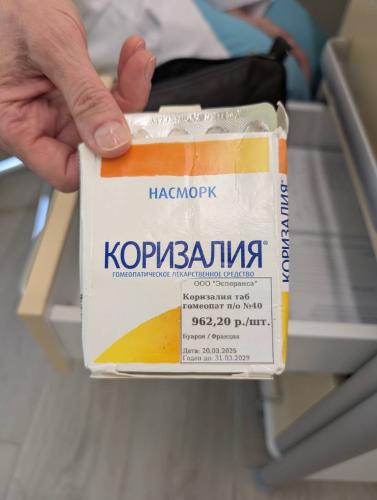 НАСМОРК
КОРИЗАЛИЯ®
ГОМЕОПАТИЧЕСКОЕ ЛЕКАРСТВЕННОЕ СРЕДСТВО
ООО "Эсперанса"
Коризалия таб
гомеопат п/о №40
962,20 р./шт.
Буарон / Франция
Дата: 20.03.2025
Годен до: 31.03.2029
КОРИЗАЛИЯ®